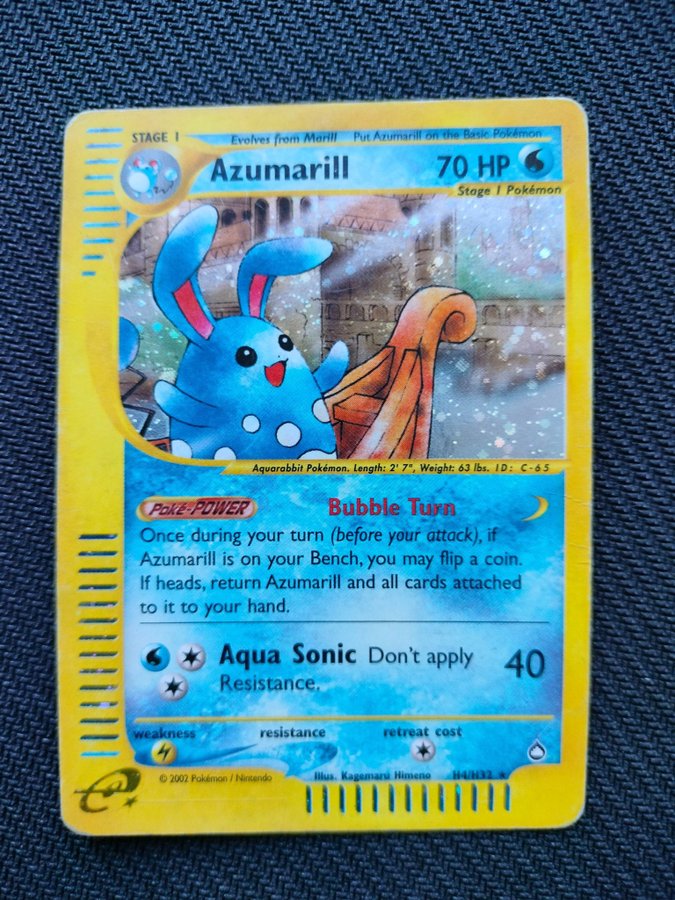 STAGE 1 Evolves from Marill Put Azumarill on the Basic Pokémon
Azumarill 70 HP
Stage 1 Pokémon
Aquarabbit Pokémon. Length: 2' 7", Weight: 63 lbs. ID: C-65
Poké-POWER Bubble Turn
Once during your turn (before your attack), if
Azumarill is on your Bench, you may flip a coin.
If heads, return Azumarill and all cards attached
to it to your hand.
Aqua Sonic Don't apply 40
Resistance.
weakness resistance retreat cost
© 2002 Pokémon / Nintendo Illus. Kagemaru Himeno H4/H32 ★
e